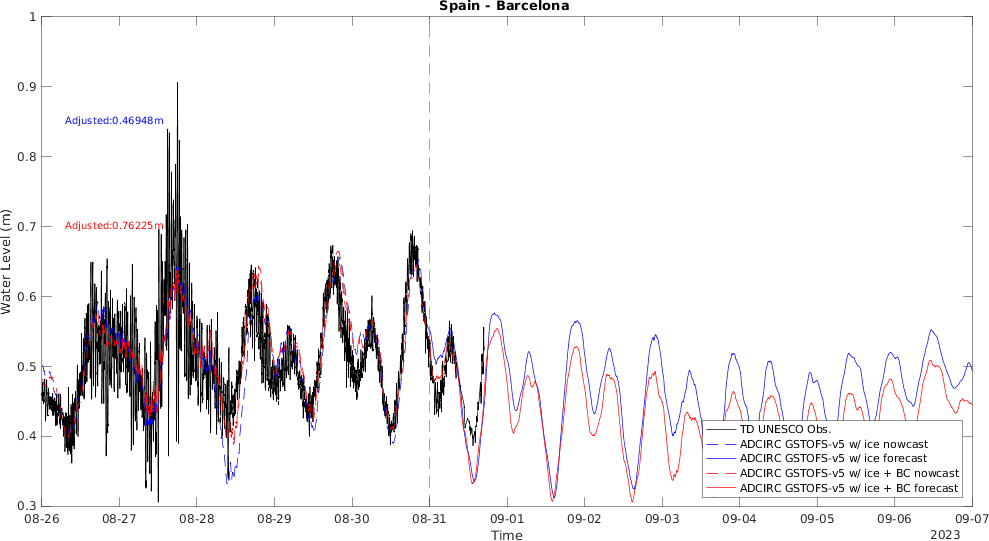 Spain - Barcelona
Water Level (m)
1
0.9
0.8
0.7
0.6
0.5
0.4
0.3
Adjusted:0.46948m
Adjusted:0.76225m
TD UNESCO Obs.
ADCIRC GSTOFS-v5 w/ ice nowcast
ADCIRC GSTOFS-v5 w/ ice forecast
ADCIRC GSTOFS-v5 w/ ice + BC nowcast
ADCIRC GSTOFS-v5 w/ ice + BC forecast
08-26 08-27 08-28 08-29 08-30 08-31 09-01 09-02 09-03 09-04 09-05 09-06 09-07
Time
2023